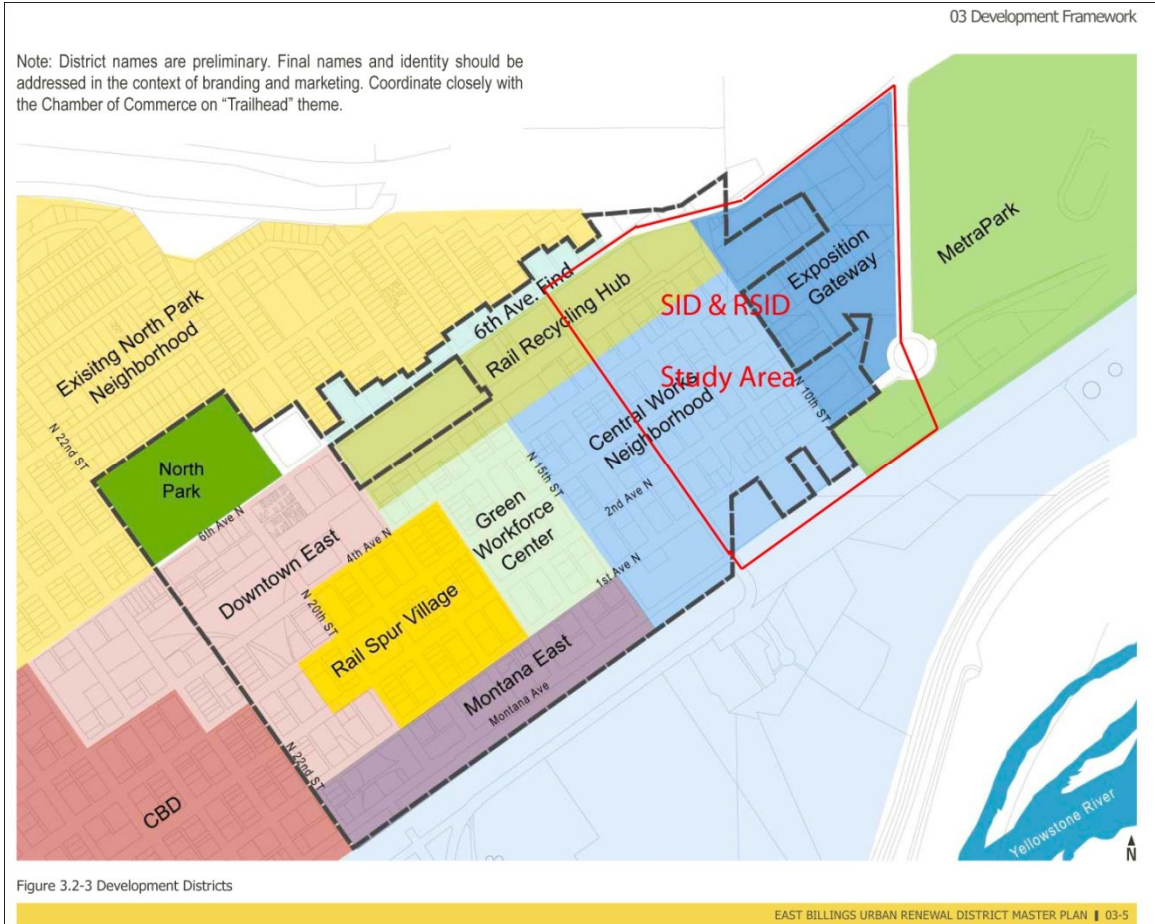 03 Development Framework
Note: District names are preliminary. Final names and identity should be
addressed in the context of branding and marketing. Coordinate closely with
the Chamber of Commerce on “Trailhead” theme.
MetraPark
Exposition
Gateway
6th Ave. Find
Rail Recycling Hub
SID & RSID
Study Area
Exisitng North Park
Neighborhood
Central Works
Neighborhood
N 10th ST
N 22nd ST
North
Park
N 15th ST
2nd Ave N
6th Ave N
Green
Workforce
Center
4th Ave N
Downtown East
N 20th ST
1st Ave N
Rail Spur Village
Montana East
Montana Ave
N 22nd ST
CBD
Yellowstone River
N
Figure 3.2-3 Development Districts
EAST BILLINGS URBAN RENEWAL DISTRICT MASTER PLAN | 03-5